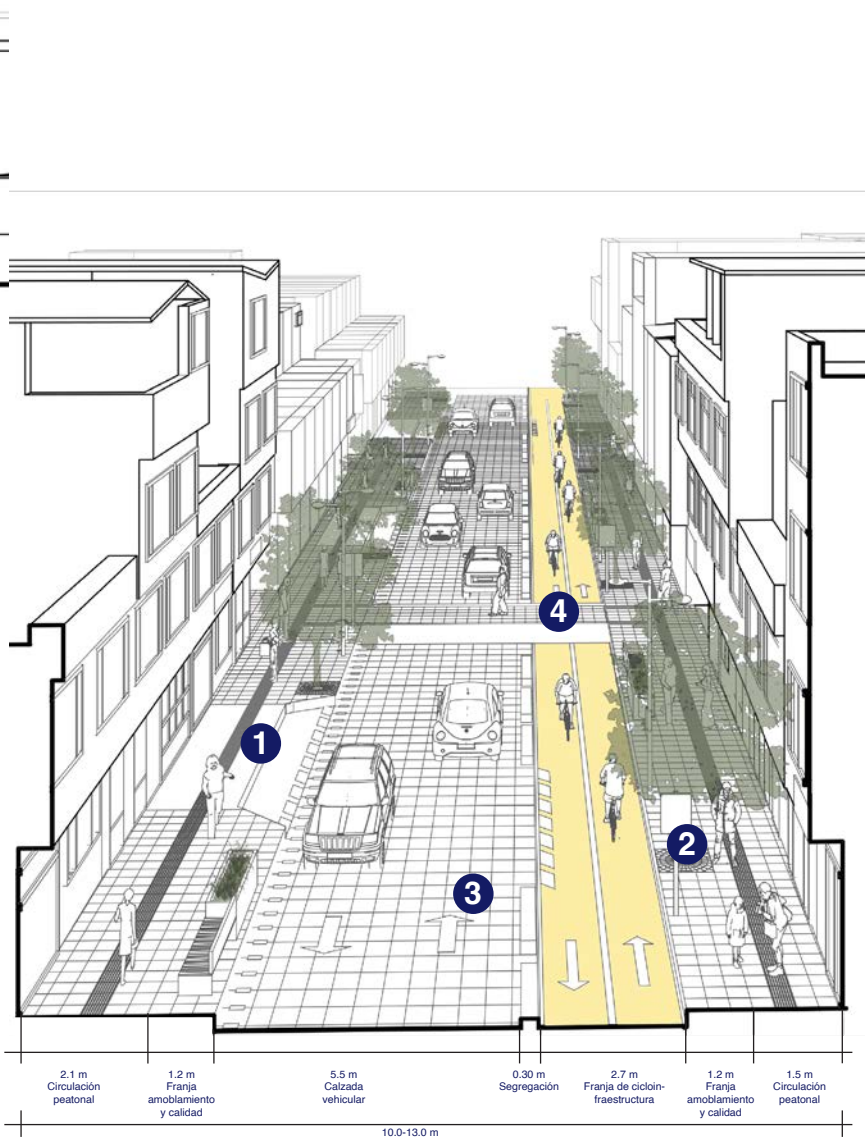 4
1
2
3
2.1 m
Circulación
peatonal
1.2 m
Franja
amoblamiento
y calidad
5.5 m
Calzada
vehicular
0.30 m
Segregación
2.7 m
Franja de cicloin-
fraestructura
1.2 m
Franja
amoblamiento
y calidad
1.5 m
Circulación
peatonal
10.0-13.0 m